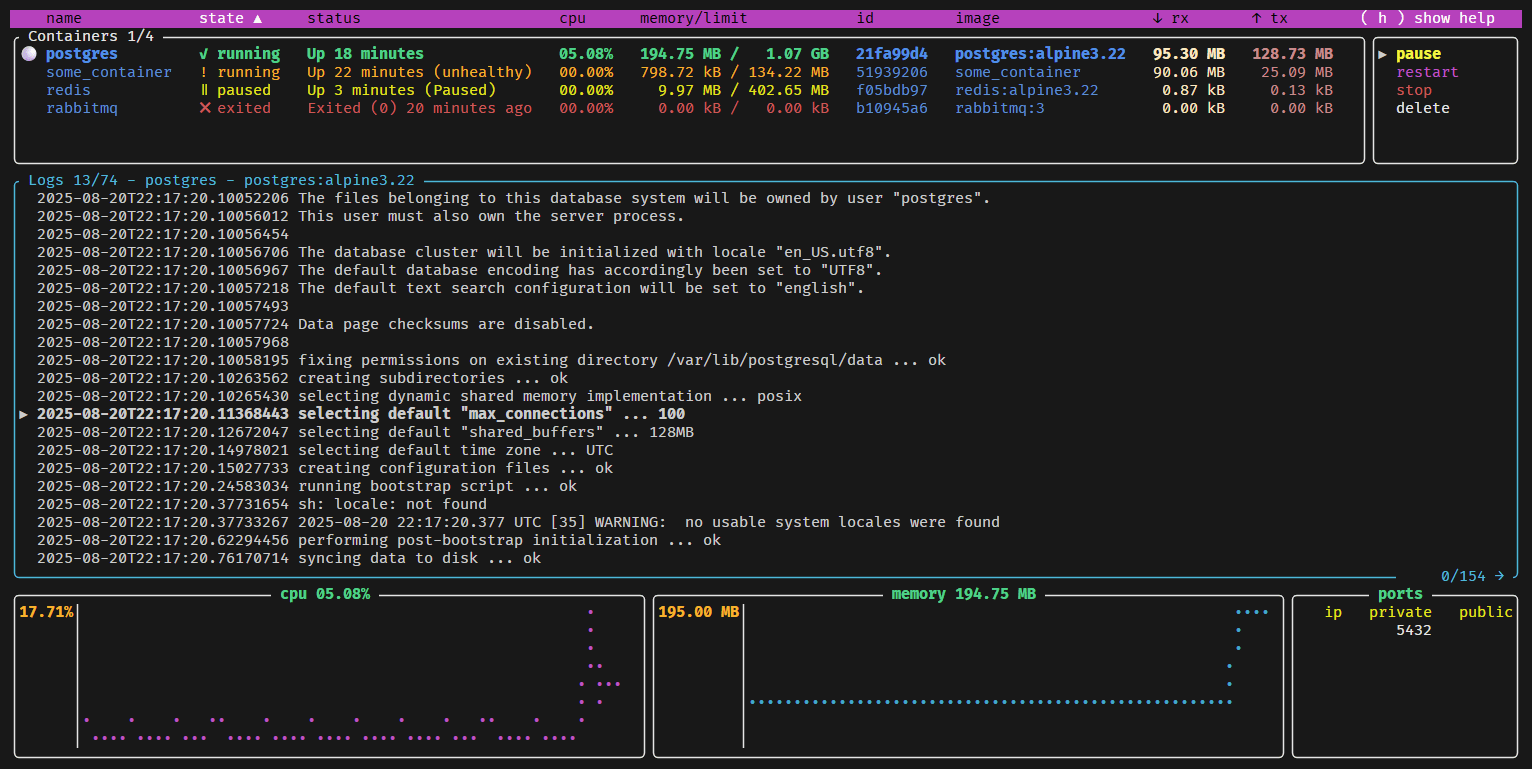 name state ▲ status cpu memory/limit id image ↓ rx ↑ tx ( h ) show help
Containers 1/4
postgres ✓ running Up 18 minutes 05.08% 194.75 MB / 1.07 GB 21fa99d4 postgres:alpine3.22 95.30 MB 128.73 MB
some_container ! running Up 22 minutes (unhealthy) 00.00% 798.72 kB / 134.22 MB 51939206 some_container 90.06 MB 25.09 MB
redis ॥ paused Up 3 minutes (Paused) 00.00% 9.97 MB / 402.65 MB f05bdb97 redis:alpine3.22 0.87 kB 0.13 kB
rabbitmq ✕ exited Exited (0) 20 minutes ago 00.00% 0.00 kB / 0.00 kB b10945a6 rabbitmq:3 0.00 kB 0.00 kB
▶ pause
restart
stop
delete
Logs 13/74 - postgres - postgres:alpine3.22
2025-08-20T22:17:20.10052206 The files belonging to this database system will be owned by user "postgres".
2025-08-20T22:17:20.10056012 This user must also own the server process.
2025-08-20T22:17:20.10056454
2025-08-20T22:17:20.10056706 The database cluster will be initialized with locale "en_US.utf8".
2025-08-20T22:17:20.10056967 The default database encoding has accordingly been set to "UTF8".
2025-08-20T22:17:20.10057218 The default text search configuration will be set to "english".
2025-08-20T22:17:20.10057493
2025-08-20T22:17:20.10057724 Data page checksums are disabled.
2025-08-20T22:17:20.10057968
2025-08-20T22:17:20.10058195 fixing permissions on existing directory /var/lib/postgresql/data ... ok
2025-08-20T22:17:20.10263562 creating subdirectories ... ok
2025-08-20T22:17:20.10265430 selecting dynamic shared memory implementation ... posix
▶ 2025-08-20T22:17:20.11368443 selecting default "max_connections" ... 100
2025-08-20T22:17:20.12672047 selecting default "shared_buffers" ... 128MB
2025-08-20T22:17:20.14978021 selecting default time zone ... UTC
2025-08-20T22:17:20.15027733 creating configuration files ... ok
2025-08-20T22:17:20.24583034 running bootstrap script ... ok
2025-08-20T22:17:20.37731654 sh: locale: not found
2025-08-20T22:17:20.37733267 2025-08-20 22:17:20.377 UTC [35] WARNING:  no usable system locales were found
2025-08-20T22:17:20.62294456 performing post-bootstrap initialization ... ok
2025-08-20T22:17:20.76170714 syncing data to disk ... ok
0/154 →
cpu 05.08%
17.71%
memory 194.75 MB
195.00 MB
ports
ip private public
5432